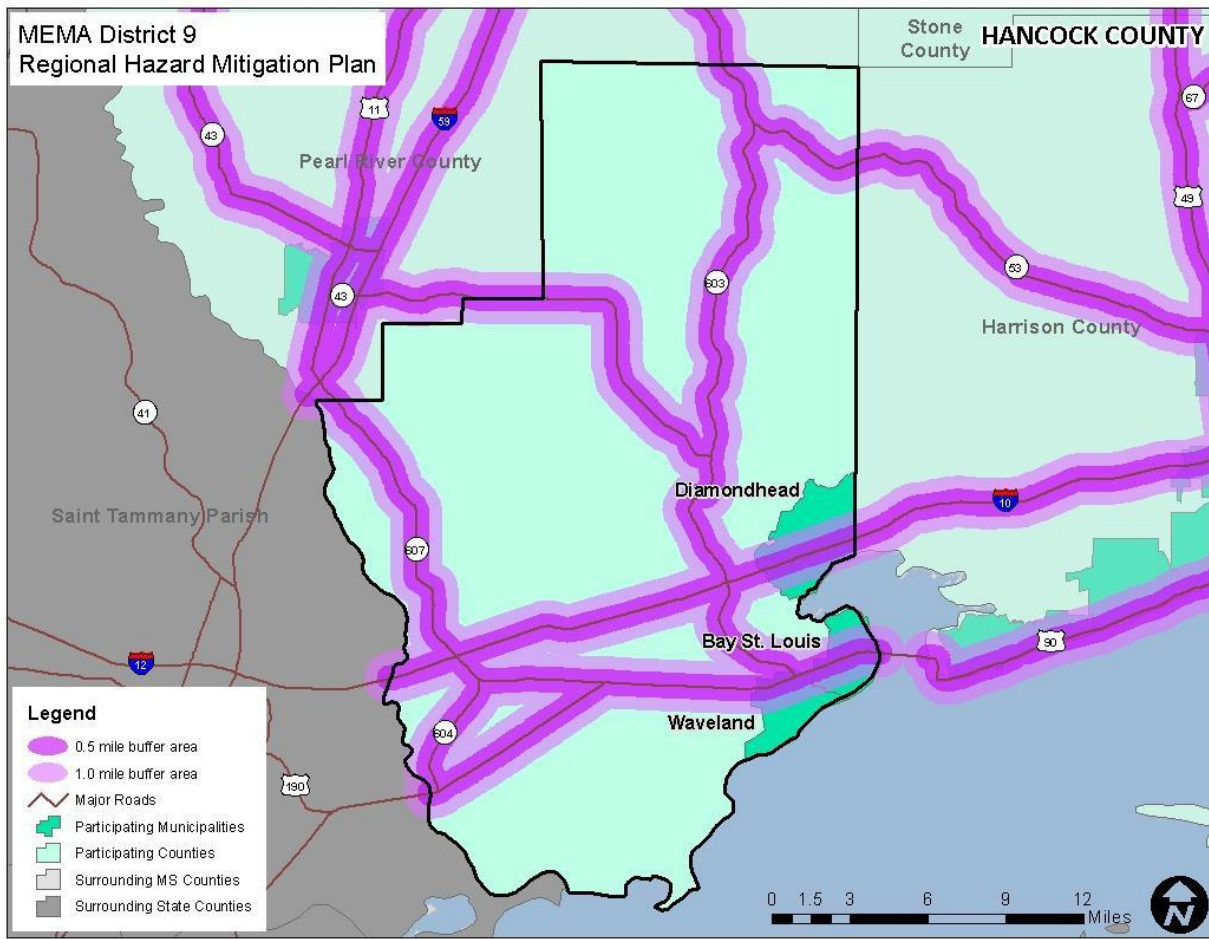 MEMA District 9
Regional Hazard Mitigation Plan
Stone
County
HANCOCK COUNTY
11
59
67
43
Pearl River County
49
603
53
43
Harrison County
41
Diamondhead
10
Saint Tammany Parish
607
Bay St. Louis
90
12
Waveland
604
190
Legend
0.5 mile buffer area
1.0 mile buffer area
Major Roads
Participating Municipalities
Participating Counties
Surrounding MS Counties
Surrounding State Counties
0 1.5 3 6 9 12
Miles
N